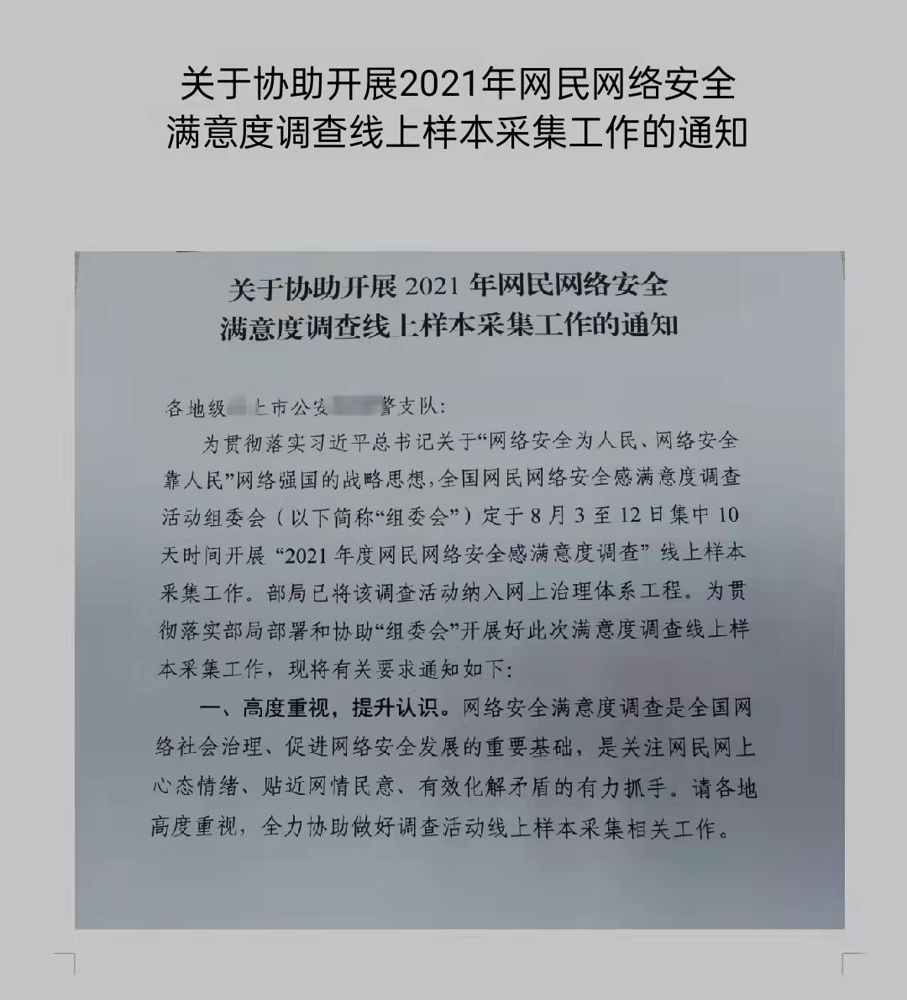 关于协助开展2021年网民网络安全
满意度调查线上样本采集工作的通知
关于协助开展 2021 年网民网络安全
满意度调查线上样本采集工作的通知
各地级上市公安警支队：
为贯彻落实习近平总书记关于“网络安全为人民、网络安全
靠人民”网络强国的战略思想，全国网民网络安全感满意度调查
活动组委会（以下简称“组委会”）定于 8 月 3 至 12 日集中 10
天时间开展“2021 年度网民网络安全感满意度调查”线上样本
采集工作。部局已将该调查活动纳入网上治理体系工程。为贯
彻落实部局部署和协助“组委会”开展好此次满意度调查线上样
本采集工作，现将有关要求通知如下：
一、高度重视，提升认识。网络安全满意度调查是全国网
络社会治理、促进网络安全发展的重要基础，是关注网民网上
心态情绪、贴近网情民意、有效化解矛盾的有力抓手。请各地
高度重视，全力协助做好调查活动线上样本采集相关工作。